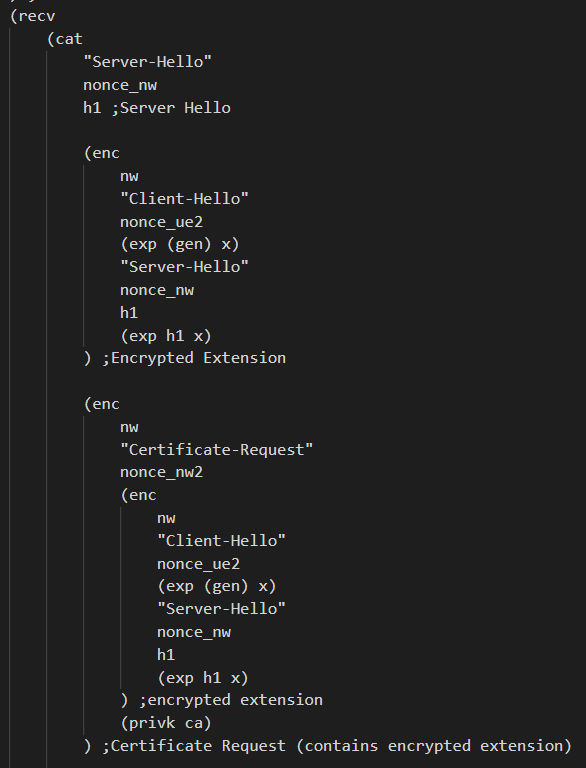 (recv
(cat
"Server-Hello"
nonce_nw
h1 ;Server Hello
(enc
nw
"Client-Hello"
nonce_ue2
(exp (gen) x)
"Server-Hello"
nonce_nw
h1
(exp h1 x)
) ;Encrypted Extension
(enc
nw
"Certificate-Request"
nonce_nw2
(enc
nw
"Client-Hello"
nonce_ue2
(exp (gen) x)
"Server-Hello"
nonce_nw
h1
(exp h1 x)
) ;encrypted extension
(privk ca)
) ;Certificate Request (contains encrypted extension)